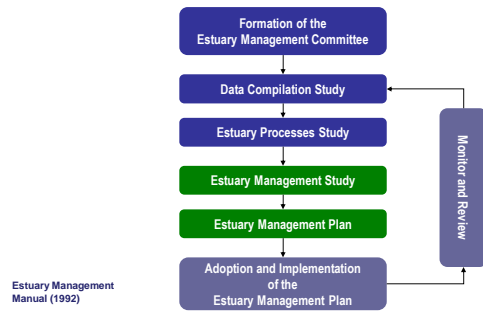 Formation of the
Estuary Management Committee
Data Compilation Study
Estuary Processes Study
Estuary Management Study
Estuary Management Plan
Adoption and Implementation
of the
Estuary Management Plan
Monitor and Review
Estuary Management
Manual (1992)